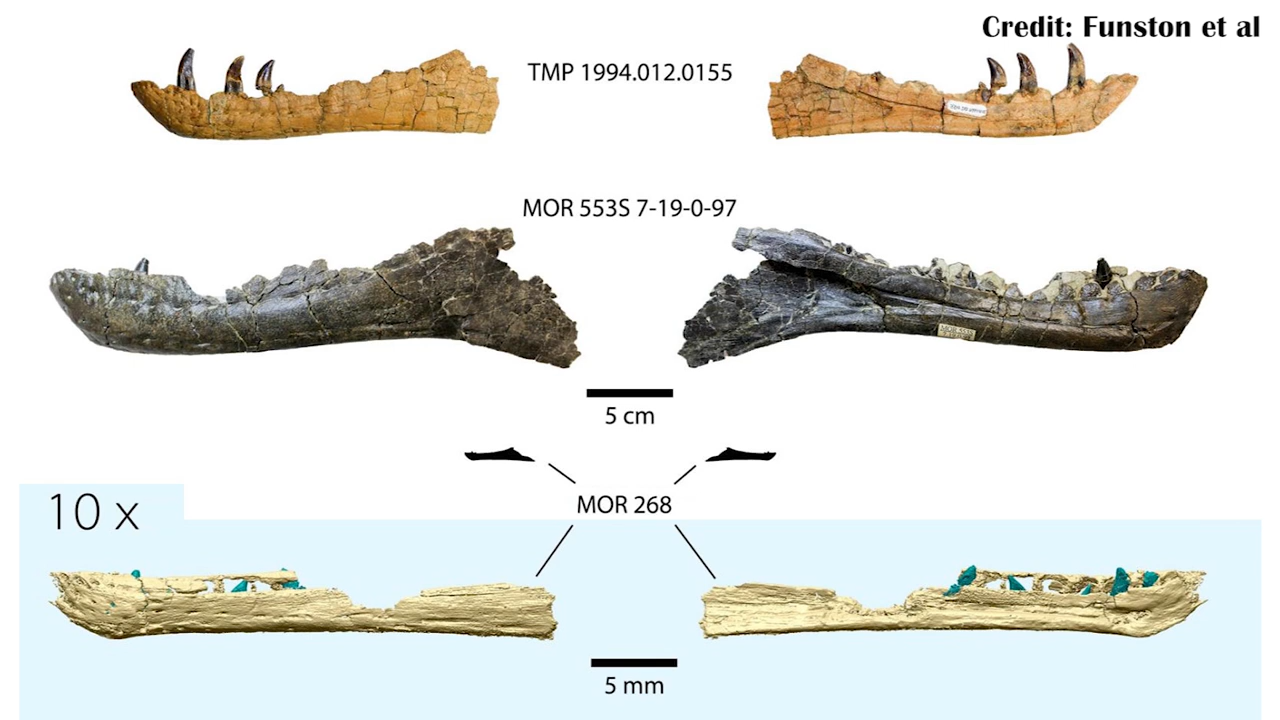 Credit: Funston et al
TMP 1994.012.0155
MOR 553S 7-19-0-97
5 cm
MOR 268
10 x
5 mm